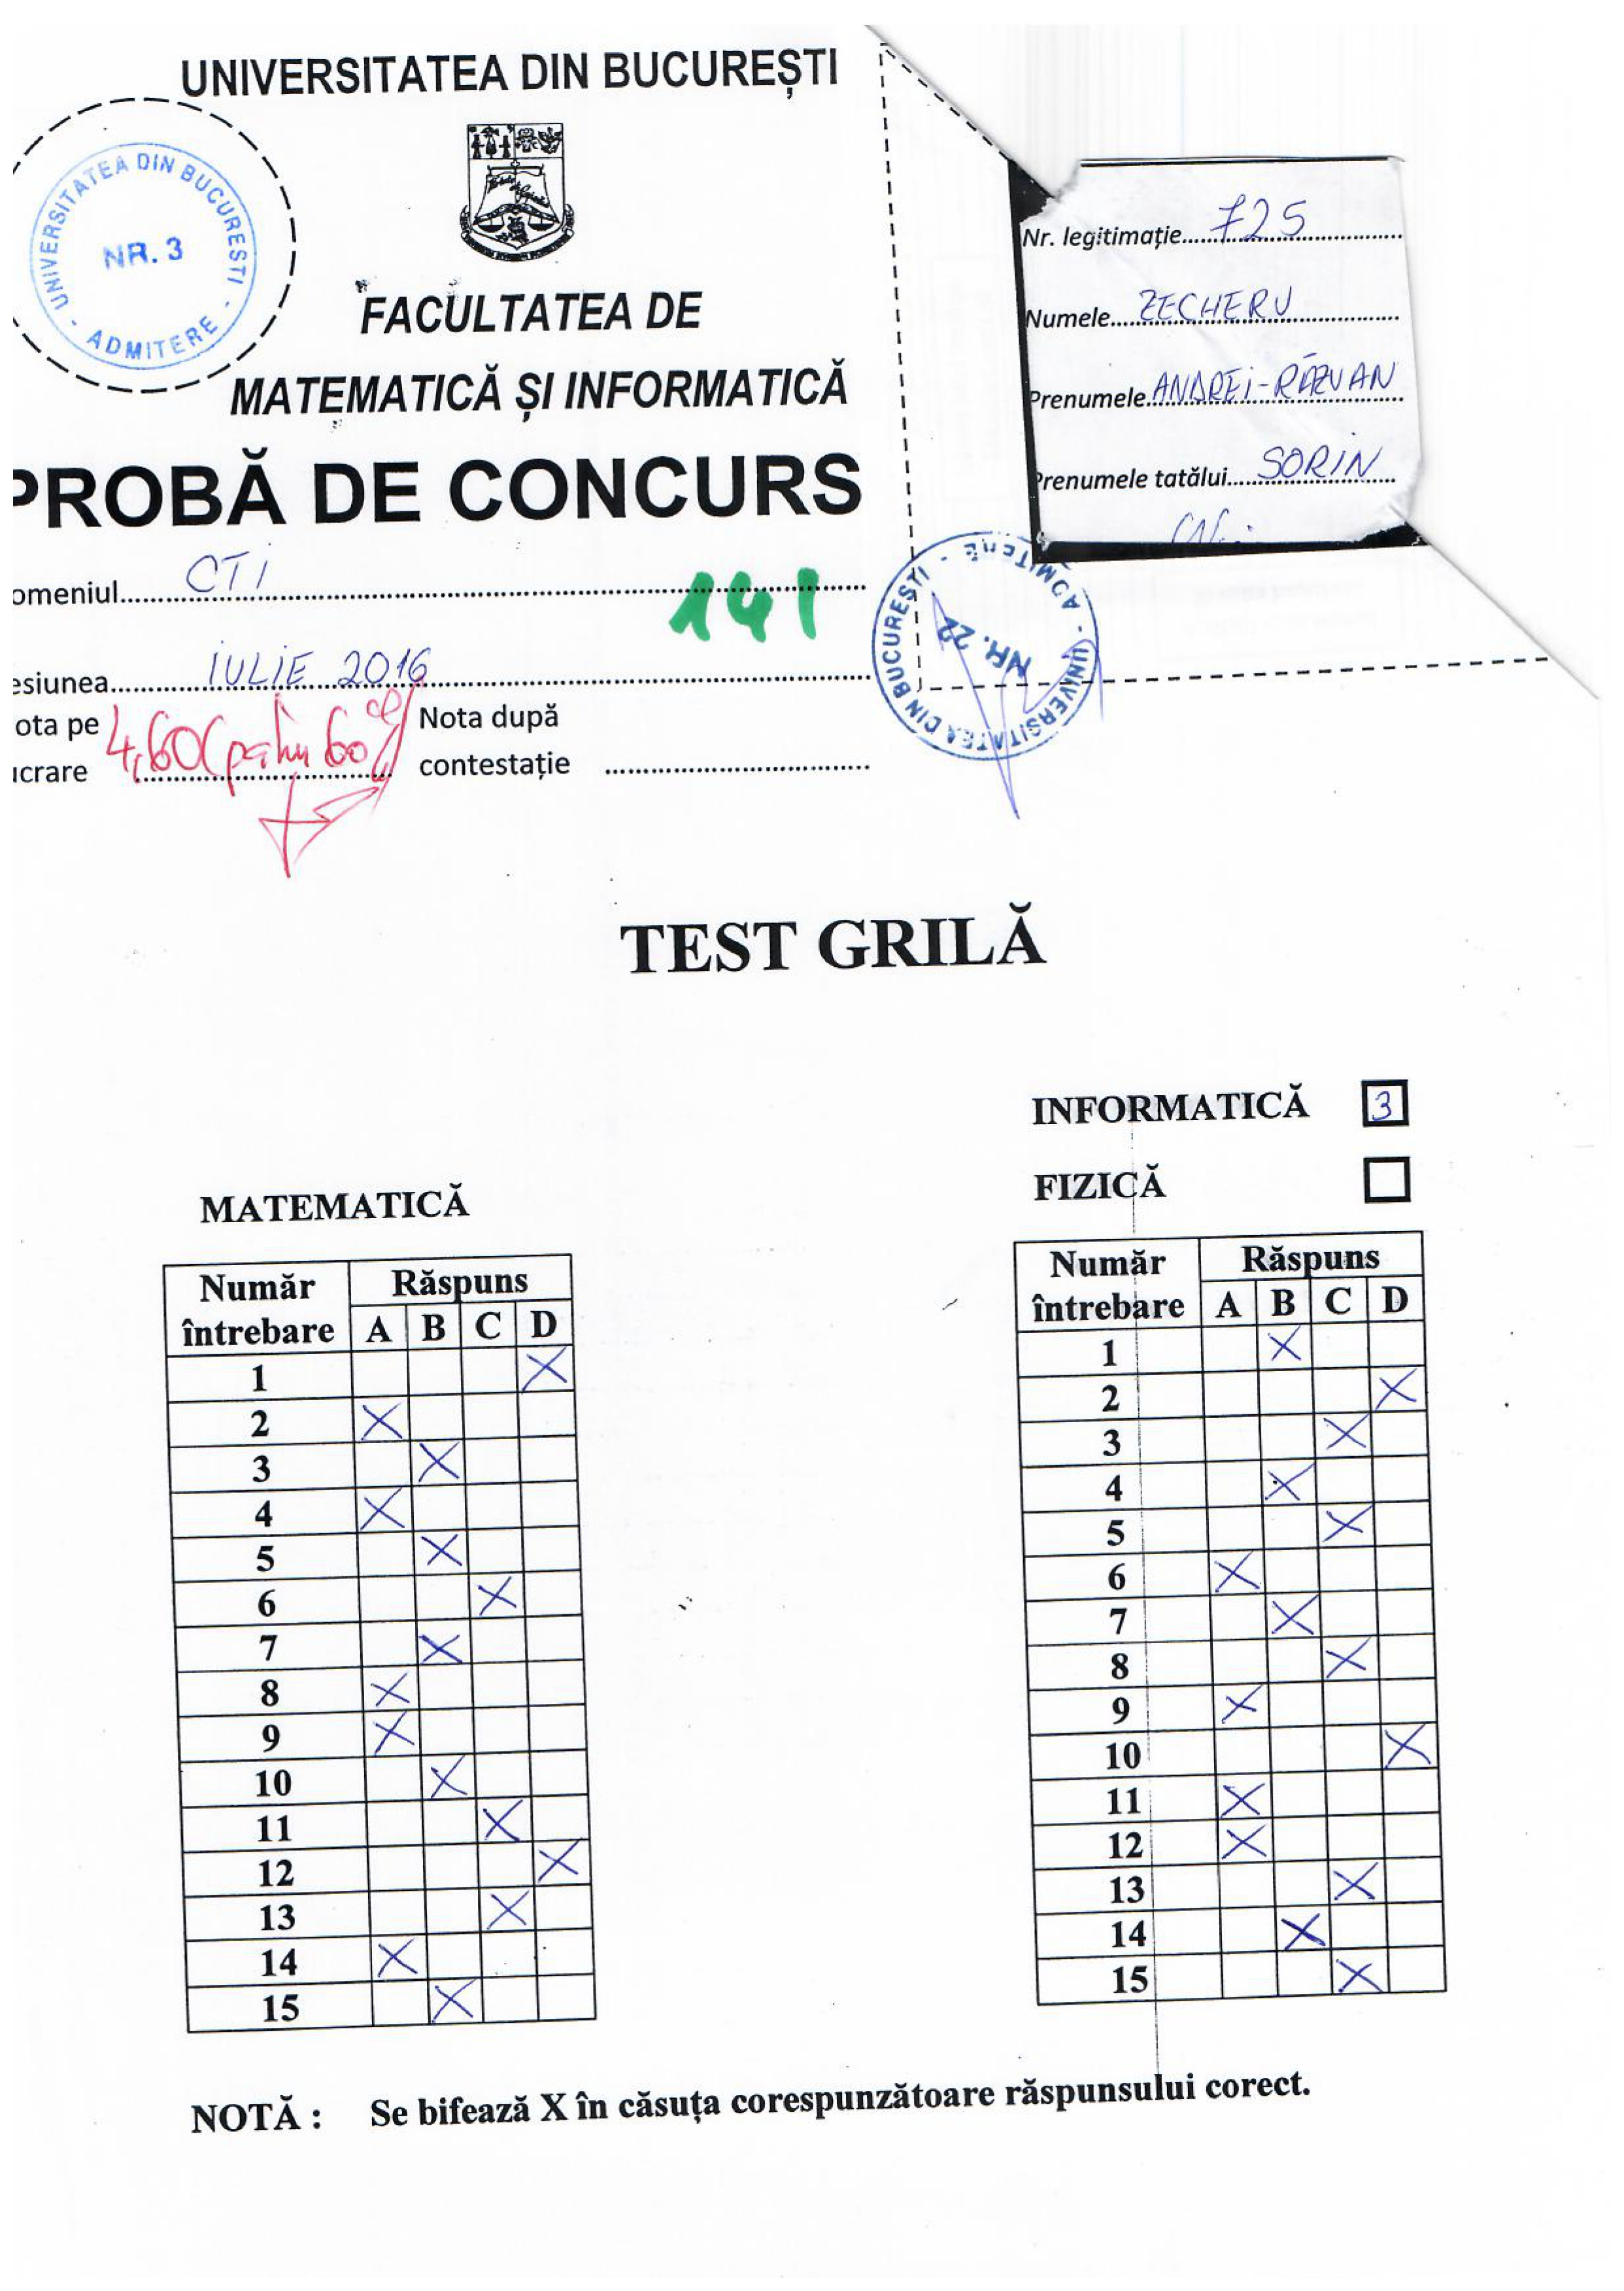 UNIVERSITATEA DIN BUCUREȘTI
UNIVERSITATEA DIN BUCURESTI - ADMITERE -
NR. 3
FACULTATEA DE
MATEMATICĂ ȘI INFORMATICĂ
PROBĂ DE CONCURS
omeniul CTI
141
esiunea IULIE 2016
ota pe
ucrare 4,60 (patru 60%)
Nota după
contestație
Nr. legitimație 725
Numele ZECHERU
Prenumele ANDREI-RĂZVAN
Prenumele tatălui SORIN
UNIVERSITATEA DIN BUCUREȘTI - ADMITERE -
NR. 22
TEST GRILĂ
INFORMATICĂ 3
FIZICĂ
MATEMATICĂ
Număr întrebare Răspuns
A B C D
1 X
2 X
3 X
4 X
5 X
6 X
7 X
8 X
9 X
10 X
11 X
12 X
13 X
14 X
15 X
Număr întrebare Răspuns
A B C D
1 X
2 X
3 X
4 X
5 X
6 X
7 X
8 X
9 X
10 X
11 X
12 X
13 X
14 X
15 X
NOTĂ : Se bifează X în căsuța corespunzătoare răspunsului corect.